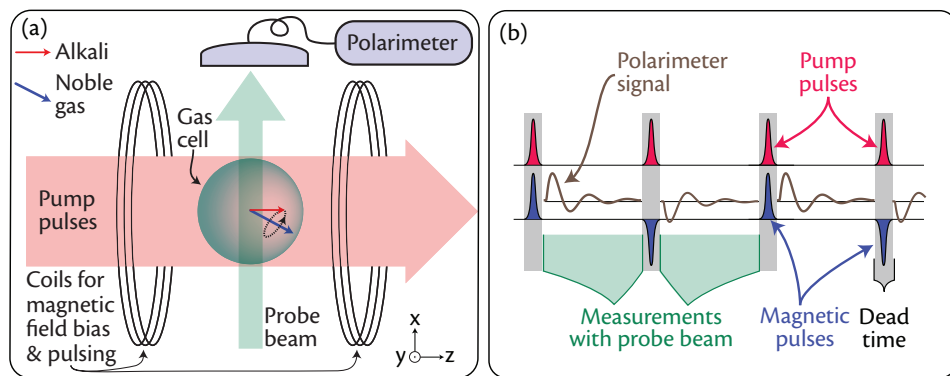 (a)
Alkali
Noble
gas
Polarimeter
Gas
cell
Pump
pulses
Coils for
magnetic
field bias
& pulsing
Probe
beam
x
y
z
(b)
Polarimeter
signal
Pump
pulses
Measurements
with probe beam
Magnetic
pulses
Dead
time